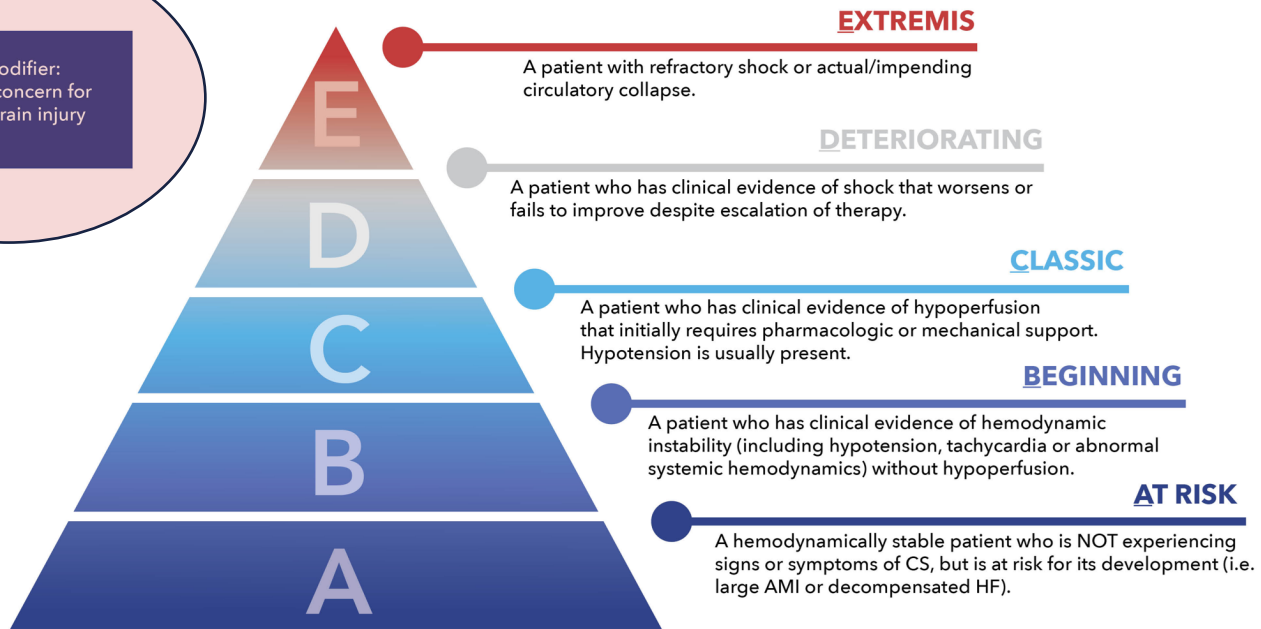 odifier:
concern for
rain injury
E
EXTREMIS
A patient with refractory shock or actual/impending
circulatory collapse.
D
DETERIORATING
A patient who has clinical evidence of shock that worsens or
fails to improve despite escalation of therapy.
C
CLASSIC
A patient who has clinical evidence of hypoperfusion
that initially requires pharmacologic or mechanical support.
Hypotension is usually present.
B
BEGINNING
A patient who has clinical evidence of hemodynamic
instability (including hypotension, tachycardia or abnormal
systemic hemodynamics) without hypoperfusion.
A
AT RISK
A hemodynamically stable patient who is NOT experiencing
signs or symptoms of CS, but is at risk for its development (i.e.
large AMI or decompensated HF).